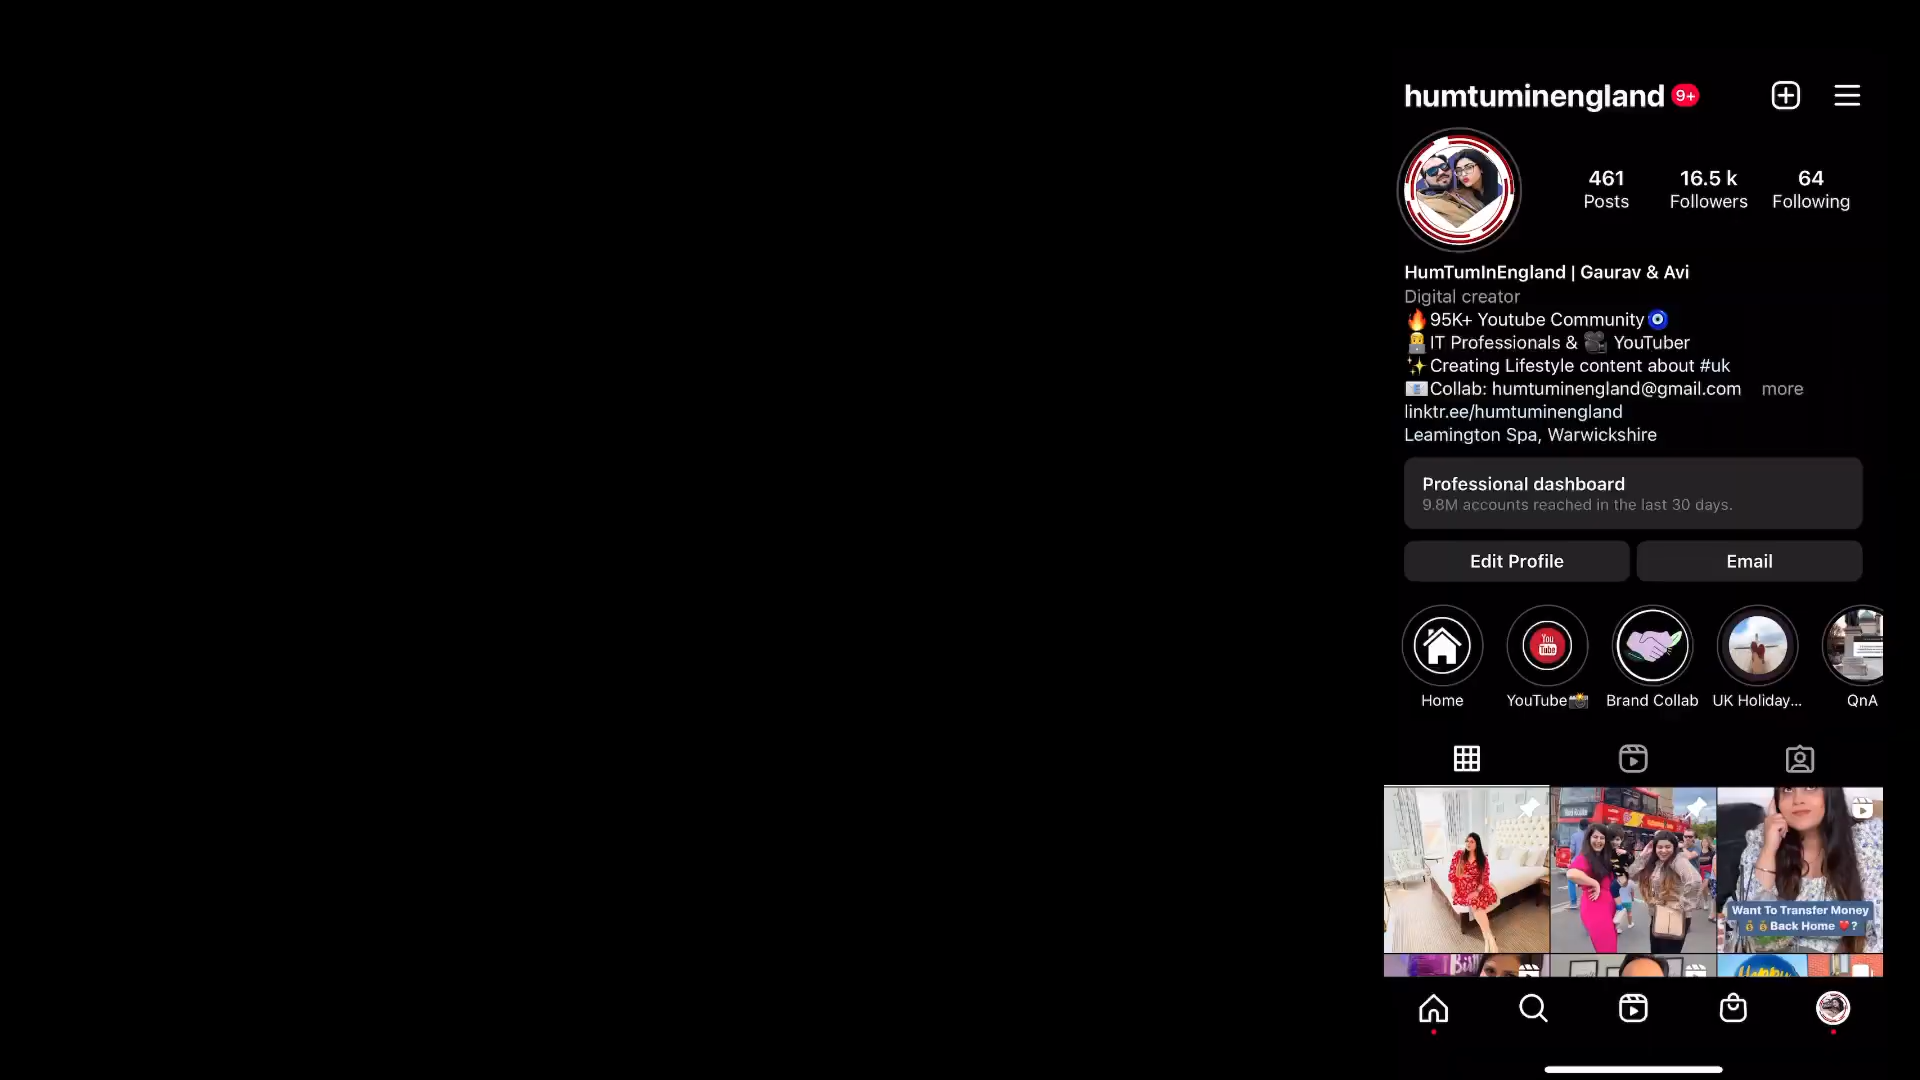 humtuminengland 9+
461 16.5 k 64
Posts Followers Following
HumTumInEngland | Gaurav & Avi
Digital creator
🔥95K+ Youtube Community🧿
👩‍💻IT Professionals & 🎥 YouTuber
✨Creating Lifestyle content about #uk
📧Collab: humtuminengland@gmail.com more
linktr.ee/humtuminengland
Leamington Spa, Warwickshire
Professional dashboard
9.8M accounts reached in the last 30 days.
Edit Profile Email
You
Tube
Home YouTube📸 Brand Collab UK Holiday... QnA
Want To Transfer Money
💰💰Back Home ❤️?